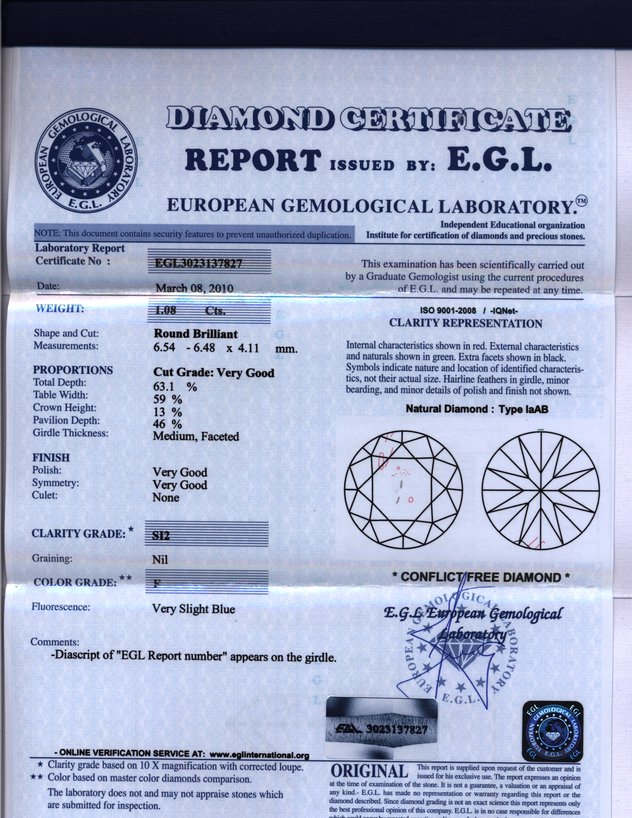 DIAMOND CERTIFICATE
REPORT ISSUED BY: E.G.L.
EUROPEAN GEMOLOGICAL LABORATORY.™
EUROPEAN GEMOLOGICAL LABORATORY
E.G.L.
Independent Educational organization
Institute for certification of diamonds and precious stones.
NOTE: This document contains security features to prevent unauthorized duplication.
Laboratory Report
Certificate No : EGL3023137827
Date: March 08, 2010
WEIGHT: 1.08 Cts.
Shape and Cut: Round Brilliant
Measurements: 6.54 - 6.48 x 4.11 mm.
PROPORTIONS Cut Grade: Very Good
Total Depth: 63.1 %
Table Width: 59 %
Crown Height: 13 %
Pavilion Depth: 46 %
Girdle Thickness: Medium, Faceted
FINISH
Polish: Very Good
Symmetry: Very Good
Culet: None
CLARITY GRADE: * SI2
Graining: Nil
COLOR GRADE: ** F
Fluorescence: Very Slight Blue
Comments:
-Diascript of "EGL Report number" appears on the girdle.
This examination has been scientifically carried out
by a Graduate Gemologist using the current procedures
of E.G.L. and may be repeated at any time.
ISO 9001-2008 / -IQNet-
CLARITY REPRESENTATION
Internal characteristics shown in red. External characteristics
and naturals shown in green. Extra facets shown in black.
Symbols indicate nature and location of identified characteris-
tics, not their actual size. Hairline feathers in girdle, minor
bearding, and minor details of polish and finish not shown.
Natural Diamond : Type IaAB
* CONFLICT FREE DIAMOND *
E.G.L European Gemological
Laboratory
EUROPEAN GEMOLOGICAL LABORATORY
E.G.L.
EGL 3023137827
EGL EGL
EGL EGL
- ONLINE VERIFICATION SERVICE AT: www.eglinternational.org
* Clarity grade based on 10 X magnification with corrected loupe.
** Color based on master color diamonds comparison.
The laboratory does not and may not appraise stones which
are submitted for inspection.
ORIGINAL This report is supplied upon request of the customer and is
issued for his exclusive use. The report expresses an opinion
at the time of examination of the stone. It is not a guarantee, a valuation or an appraisal of
any kind.- E.G.L. has made no representation or warranty regarding this report or the
diamond described. Since diamond grading is not an exact science this report represents only
the best professional opinion of this company. E.G.L. is in no case responsible for differences